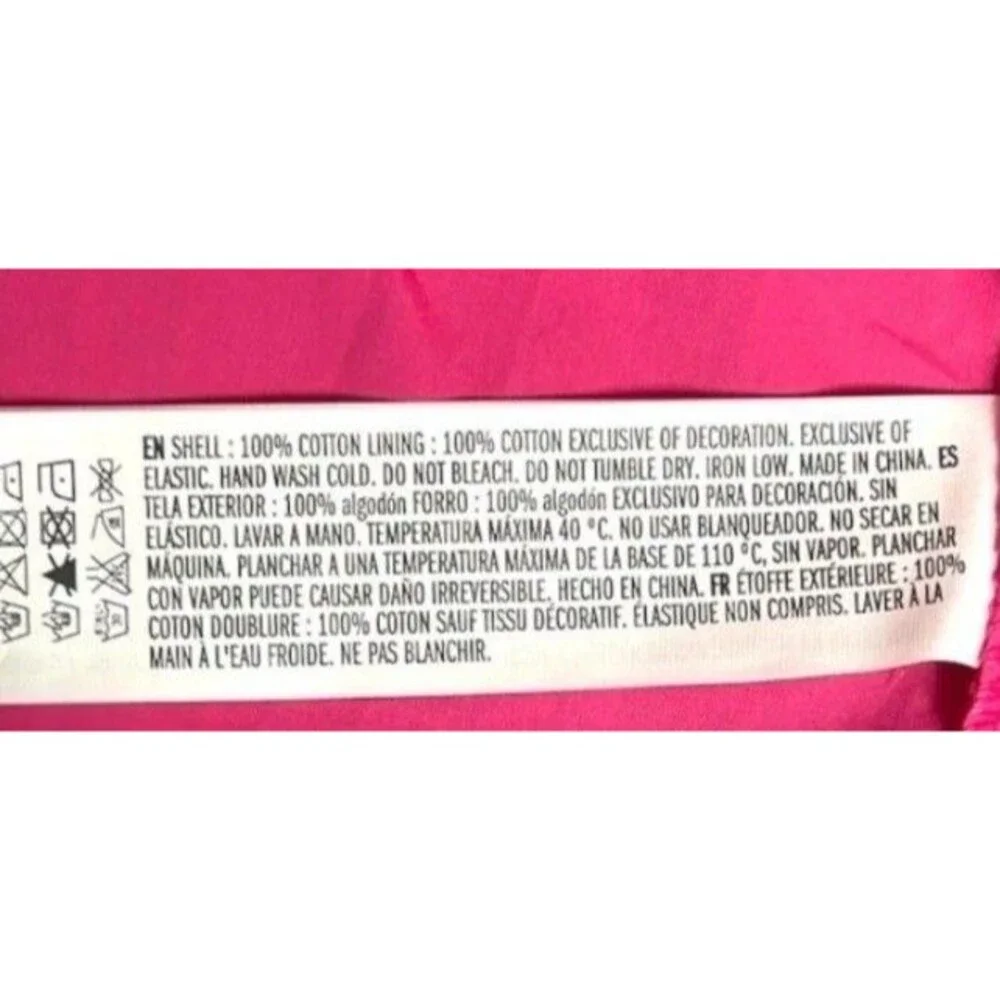 EN SHELL : 100% COTTON LINING : 100% COTTON EXCLUSIVE OF DECORATION. EXCLUSIVE OF
ELASTIC. HAND WASH COLD. DO NOT BLEACH. DO NOT TUMBLE DRY. IRON LOW. MADE IN CHINA. ES
TELA EXTERIOR : 100% algodón FORRO : 100% algodón EXCLUSIVO PARA DECORACIÓN. SIN
ELÁSTICO. LAVAR A MANO. TEMPERATURA MÁXIMA 40 °C. NO USAR BLANQUEADOR. NO SECAR EN
MÁQUINA. PLANCHAR A UNA TEMPERATURA MÁXIMA DE LA BASE DE 110 °C, SIN VAPOR. PLANCHAR
CON VAPOR PUEDE CAUSAR DAÑO IRREVERSIBLE. HECHO EN CHINA. FR ÉTOFFE EXTÉRIEURE : 100%
COTON DOUBLURE : 100% COTON SAUF TISSU DÉCORATIF. ÉLASTIQUE NON COMPRIS. LAVER À LA
MAIN À L'EAU FROIDE. NE PAS BLANCHIR.